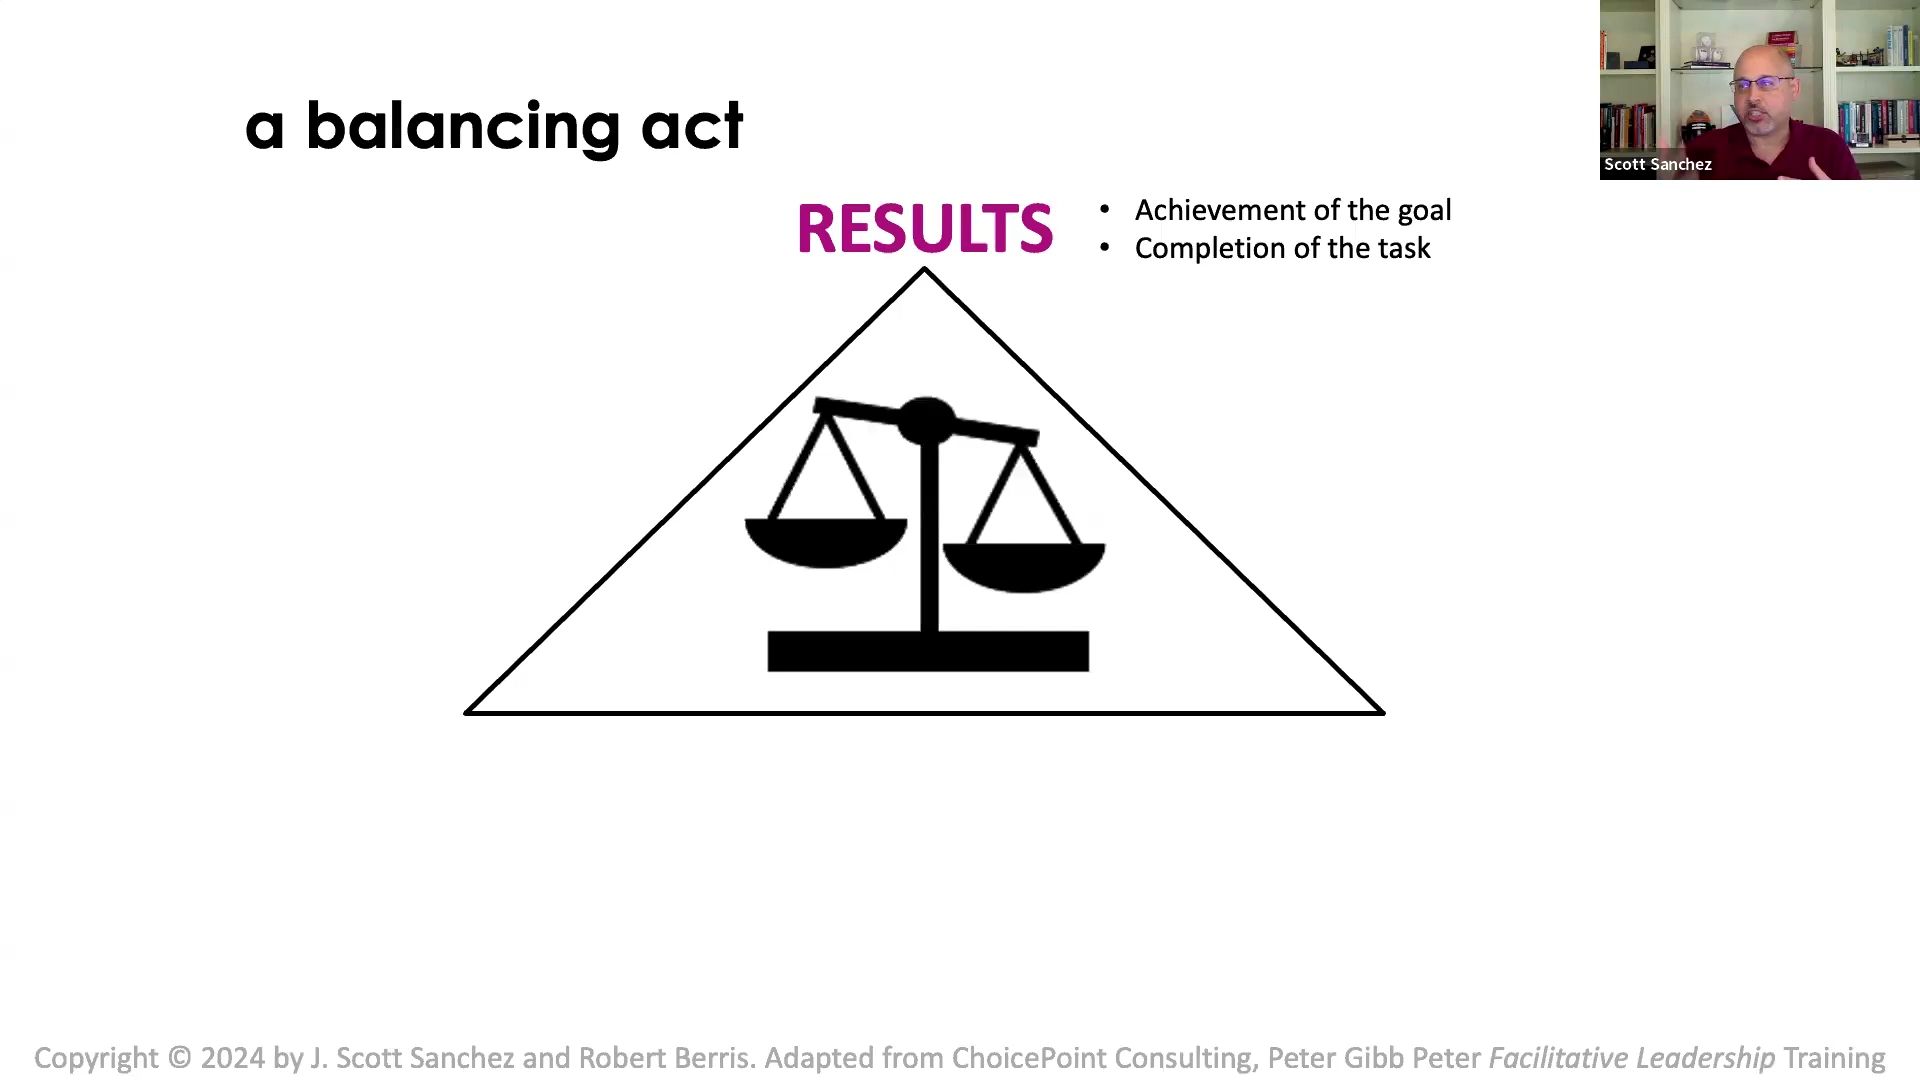 a balancing act
Scott Sanchez
RESULTS
• Achievement of the goal
• Completion of the task
Copyright © 2024 by J. Scott Sanchez and Robert Berris. Adapted from ChoicePoint Consulting, Peter Gibb Peter Facilitative Leadership Training